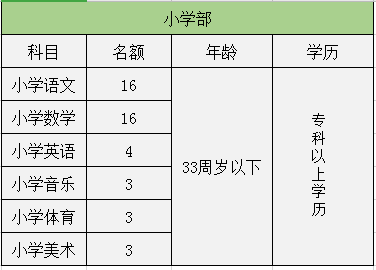 小学部
科目 名额 年龄 学历
小学语文 16
小学数学 16
小学英语 4
小学音乐 3
小学体育 3
小学美术 3
33周岁以下
专科以上学历